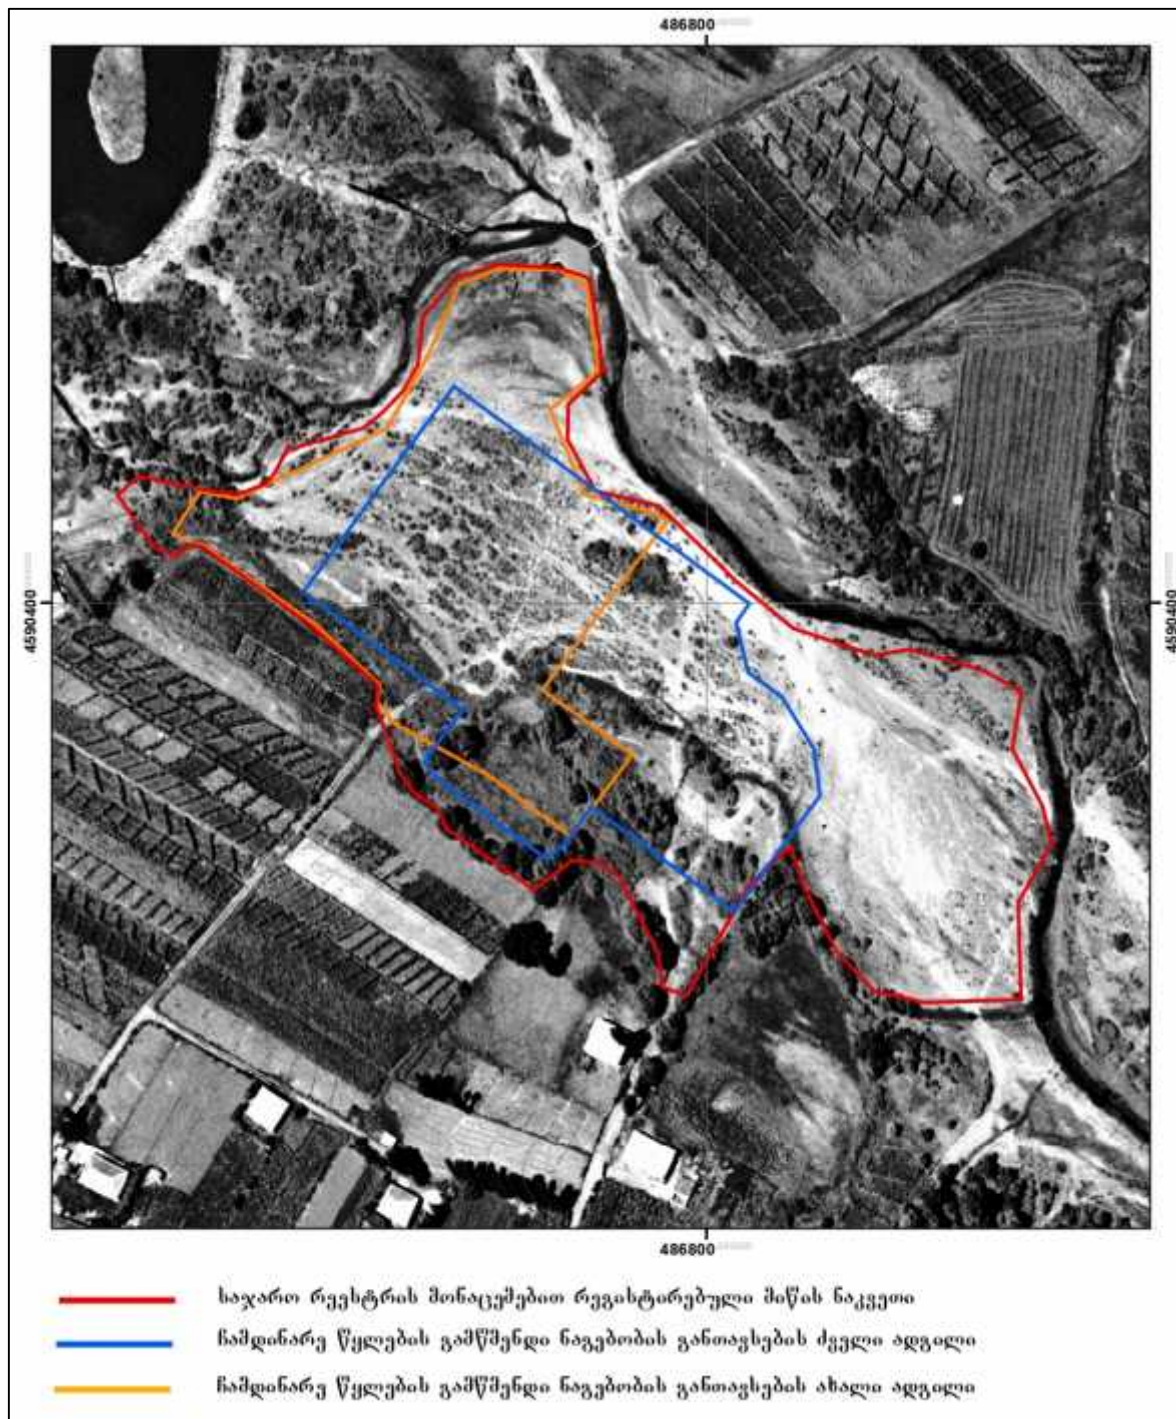 486800
4590400
4590400
486800
საჯარო რეესტრის მონაცემებით რეგისტირებული მიწის ნაკვეთი
ჩამდინარე წყლების გამწმენდი ნაგებობის განთავსების ძველი ადგილი
ჩამდინარე წყლების გამწმენდი ნაგებობის განთავსების ახალი ადგილი